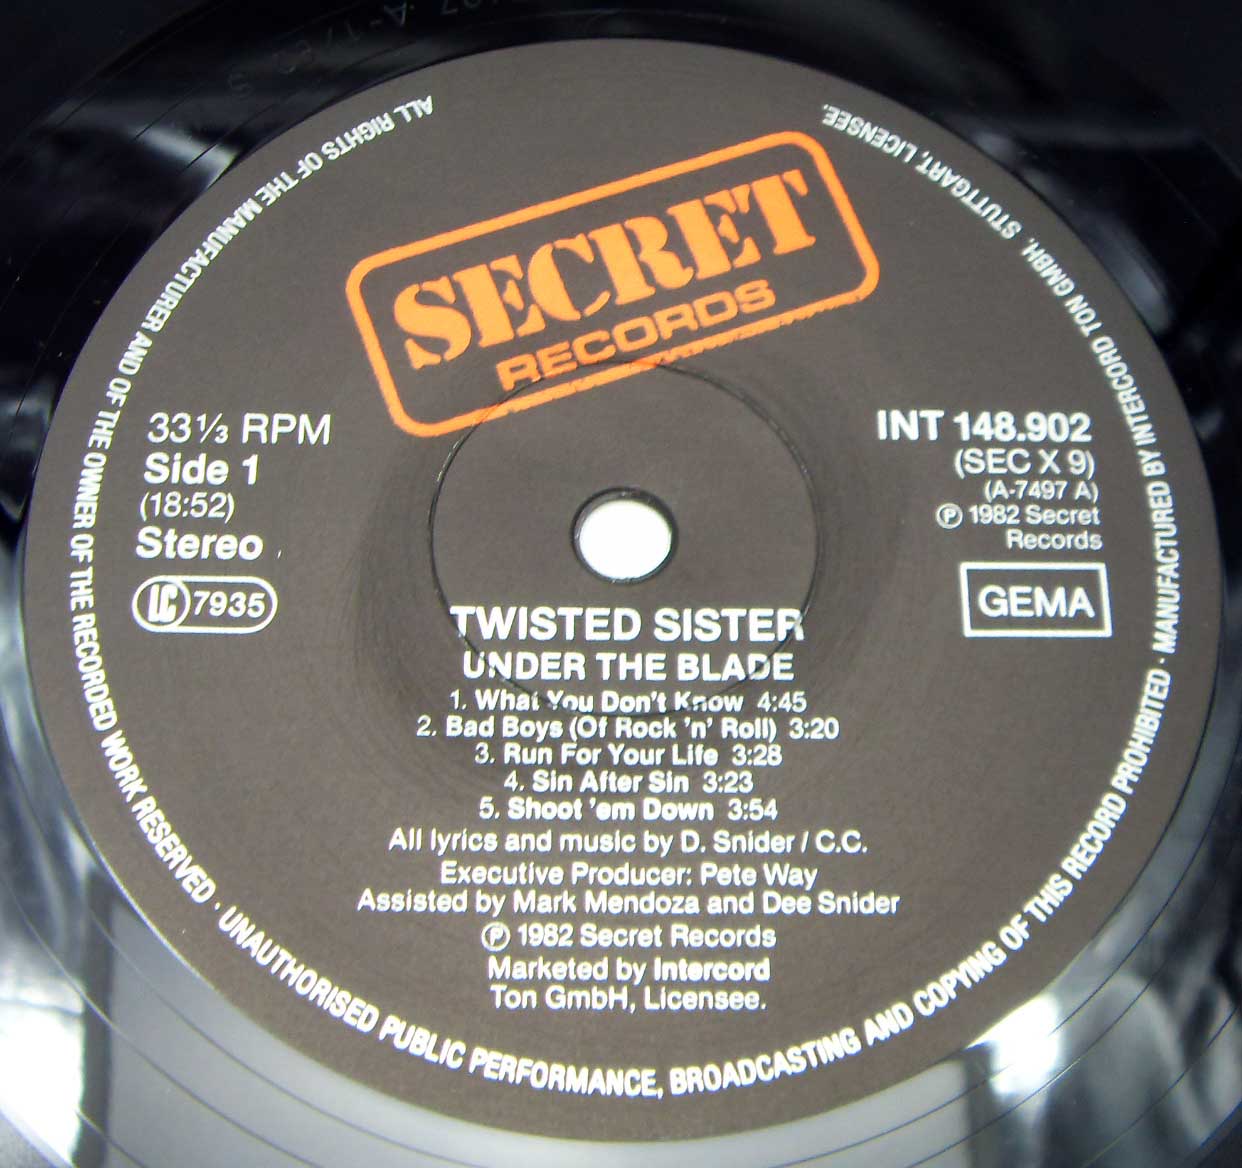 SECRET
RECORDS
33⅓ RPM
Side 1
(18:52)
Stereo
LC 7935
INT 148.902
(SEC X 9)
(A-7497 A)
℗ 1982 Secret
Records
GEMA
TWISTED SISTER
UNDER THE BLADE
1. What You Don't Know 4:45
2. Bad Boys (Of Rock 'n' Roll) 3:20
3. Run For Your Life 3:28
4. Sin After Sin 3:23
5. Shoot 'em Down 3:54
All lyrics and music by D. Snider / C.C.
Executive Producer: Pete Way
Assisted by Mark Mendoza and Dee Snider
℗ 1982 Secret Records
Marketed by Intercord
Ton GmbH, Licensee.
ALL RIGHTS OF THE MANUFACTURER AND OF THE OWNER OF THE RECORDED WORK RESERVED · UNAUTHORISED PUBLIC PERFORMANCE, BROADCASTING AND COPYING OF THIS RECORD PROHIBITED · MANUFACTURED BY INTERCORD TON GMBH, STUTTGART, LICENSEE.